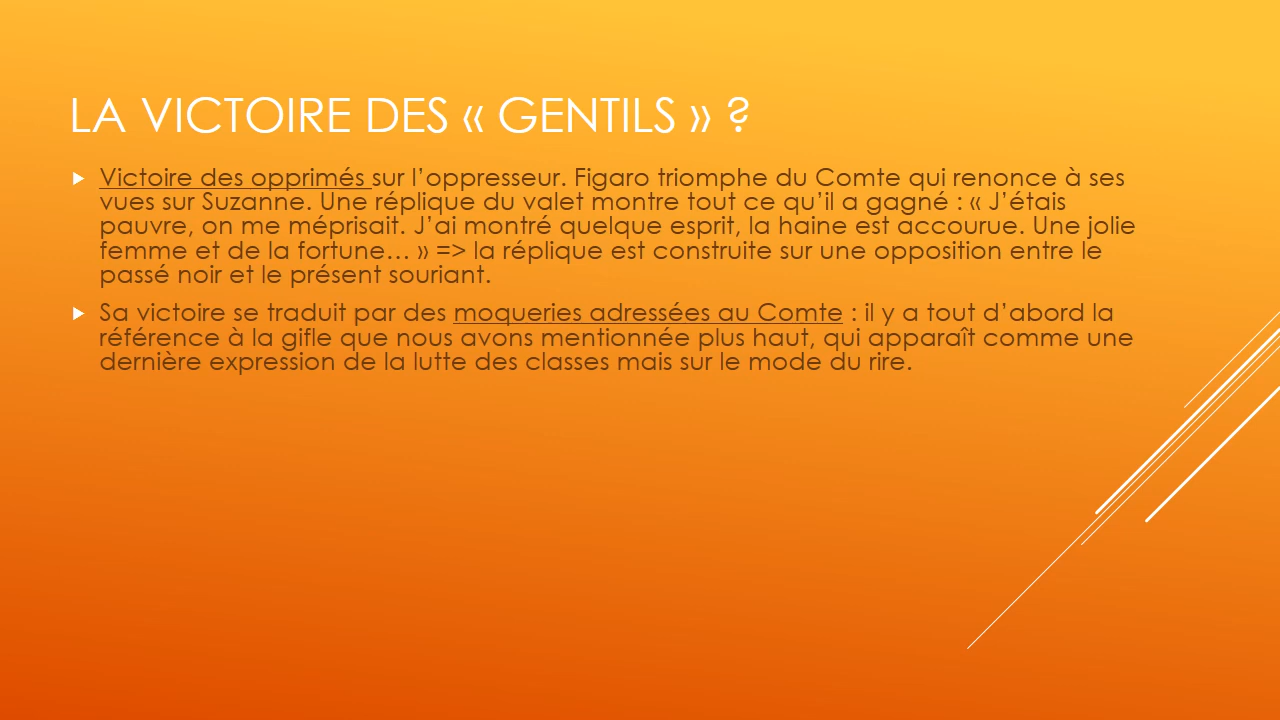 LA VICTOIRE DES « GENTILS » ?
Victoire des opprimés sur l’oppresseur. Figaro triomphe du Comte qui renonce à ses
vues sur Suzanne. Une réplique du valet montre tout ce qu’il a gagné : « J’étais
pauvre, on me méprisait. J’ai montré quelque esprit, la haine est accourue. Une jolie
femme et de la fortune… » => la réplique est construite sur une opposition entre le
passé noir et le présent souriant.
Sa victoire se traduit par des moqueries adressées au Comte : il y a tout d’abord la
référence à la gifle que nous avons mentionnée plus haut, qui apparaît comme une
dernière expression de la lutte des classes mais sur le mode du rire.